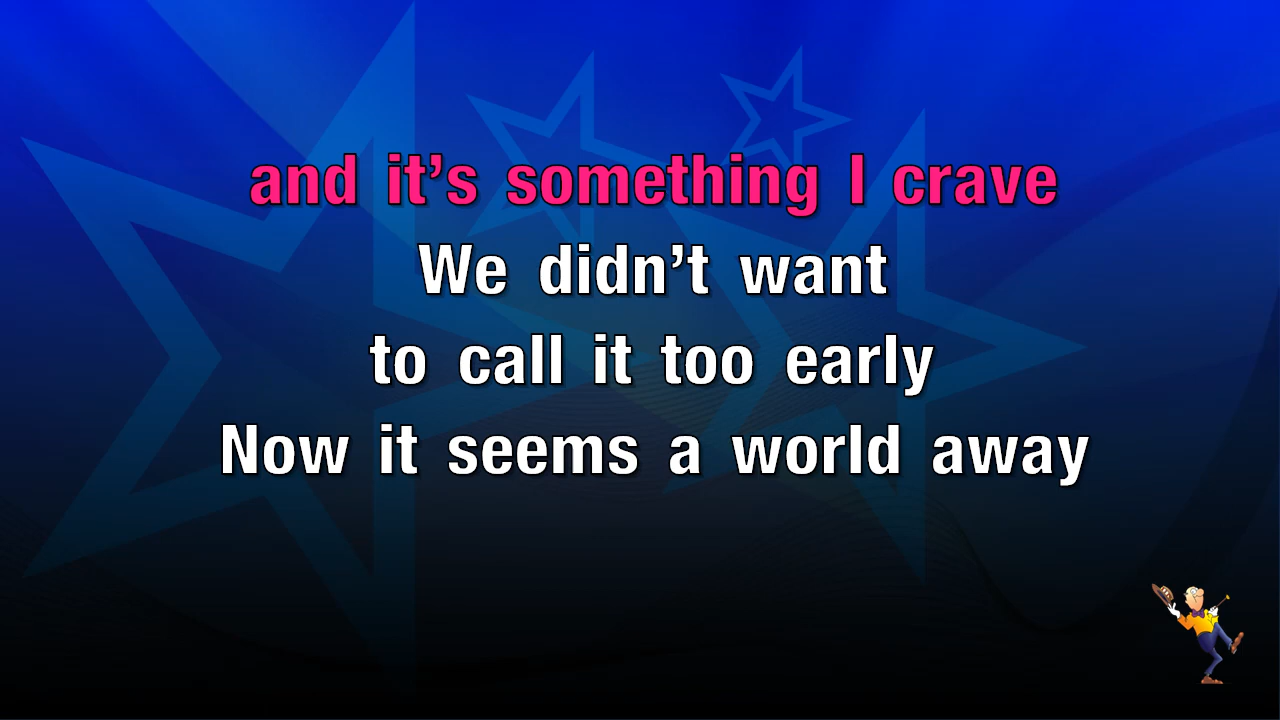 and it’s something I crave
We didn’t want
to call it too early
Now it seems a world away